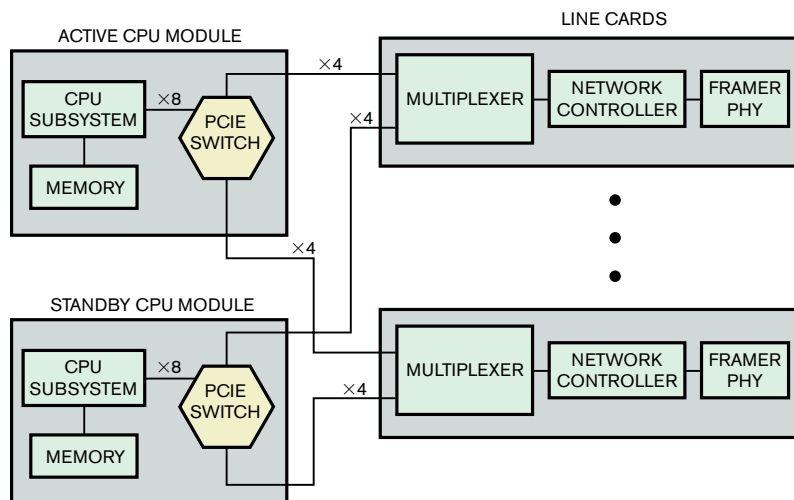 ACTIVE CPU MODULE
CPU
SUBSYSTEM
×8
PCIE
SWITCH
MEMORY
×4
×4
×4
LINE CARDS
MULTIPLEXER
NETWORK
CONTROLLER
FRAMER
PHY
STANDBY CPU MODULE
CPU
SUBSYSTEM
×8
PCIE
SWITCH
MEMORY
×4
MULTIPLEXER
NETWORK
CONTROLLER
FRAMER
PHY